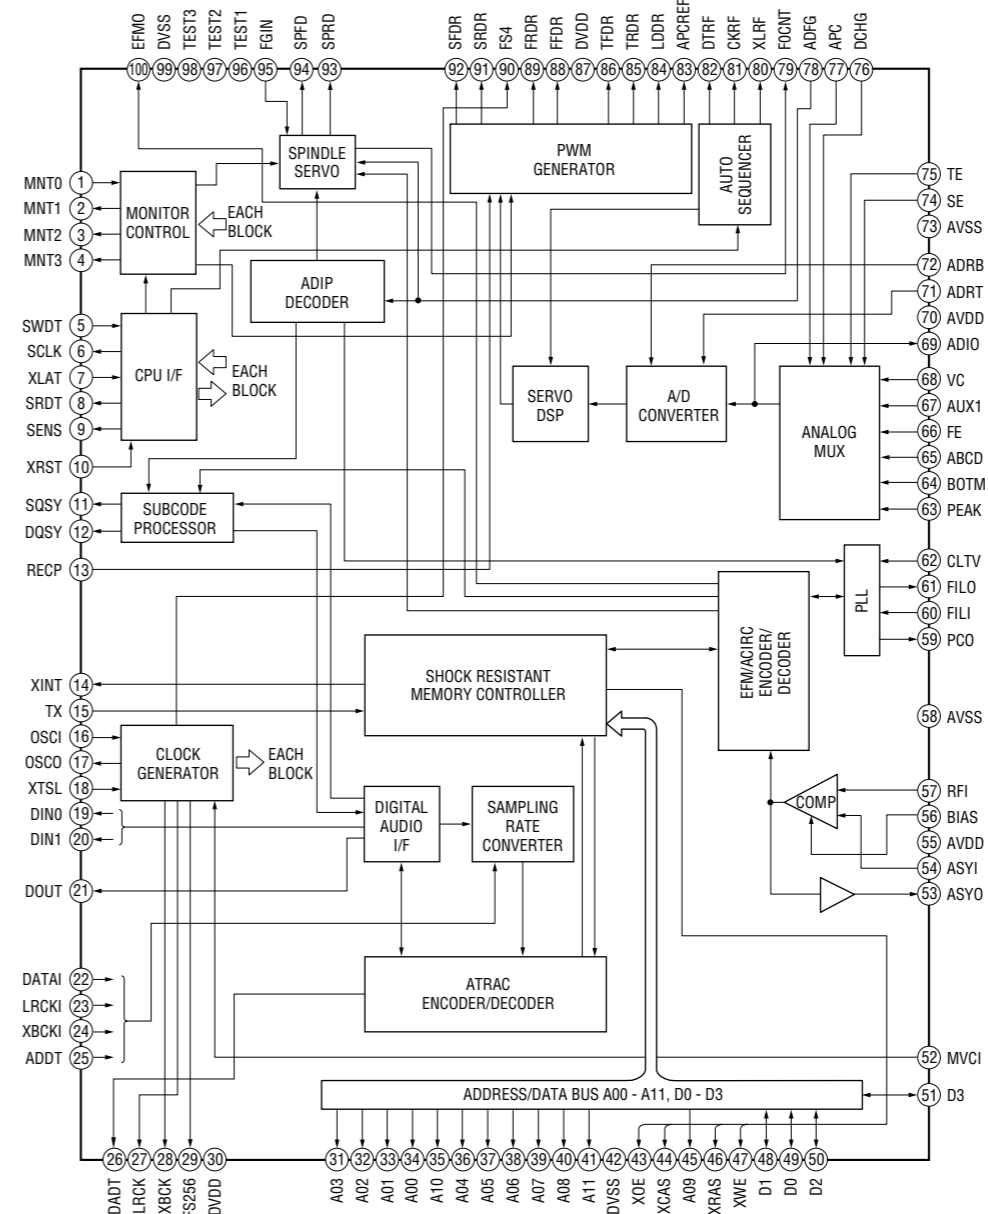 EFMO
DVSS
TEST3
TEST2
TEST1
FGIN
SPFD
SPRD
SFDR
SRDR
FS4
FRDR
FFDR
DVDD
TFDR
TRDR
LDDR
APCREF
DTRF
CKRF
XLRF
F0CNT
ADFG
APC
DCHG
100 99 98 97 96 95 94 93 92 91 90 89 88 87 86 85 84 83 82 81 80 79 78 77 76
SPINDLE
SERVO
PWM
GENERATOR
AUTO
SEQUENCER
MNT0 1
MNT1 2
MNT2 3
MNT3 4
MONITOR
CONTROL
EACH
BLOCK
ADIP
DECODER
75 TE
74 SE
73 AVSS
72 ADRB
71 ADRT
70 AVDD
69 ADIO
SWDT 5
SCLK 6
XLAT 7
SRDT 8
SENS 9
XRST 10
CPU I/F
EACH
BLOCK
SERVO
DSP
A/D
CONVERTER
ANALOG
MUX
68 VC
67 AUX1
66 FE
65 ABCD
64 BOTM
63 PEAK
SQSY 11
DQSY 12
RECP 13
SUBCODE
PROCESSOR
PLL
62 CLTV
61 FILO
60 FILI
59 PCO
SHOCK RESISTANT
MEMORY CONTROLLER
EFM/ACIRC
ENCODER/
DECODER
58 AVSS
XINT 14
TX 15
OSCI 16
OSCO 17
XTSL 18
DIN0 19
DIN1 20
DOUT 21
CLOCK
GENERATOR
EACH
BLOCK
DIGITAL
AUDIO
I/F
SAMPLING
RATE
CONVERTER
COMP
57 RFI
56 BIAS
55 AVDD
54 ASYI
53 ASYO
DATAI 22
LRCKI 23
XBCKI 24
ADDT 25
ATRAC
ENCODER/DECODER
52 MVCI
51 D3
ADDRESS/DATA BUS A00 - A11, D0 - D3
26 27 28 29 30 31 32 33 34 35 36 37 38 39 40 41 42 43 44 45 46 47 48 49 50
DADT
LRCK
XBCK
FS256
DVDD
A03
A02
A01
A00
A10
A04
A05
A06
A07
A08
A11
DVSS
XOE
XCAS
A09
XRAS
XWE
D1
D0
D2